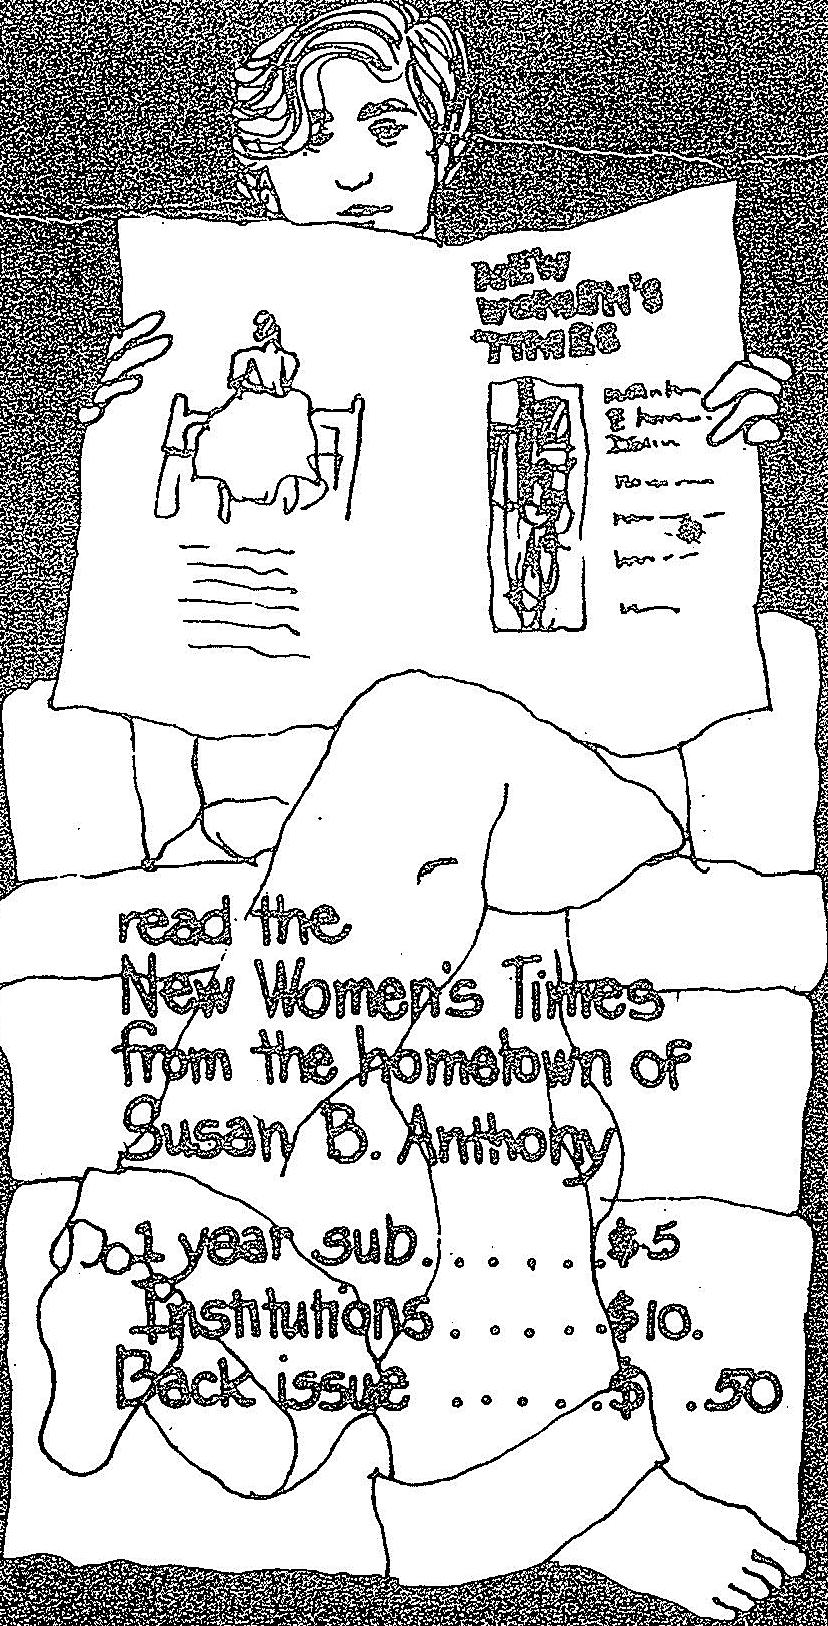 NEW
WOMEN'S
TIMES
read the
New Women's Times
from the hometown of
Susan B. Anthony
1 year sub. . . . . . . $5
Institutions . . . . . $10.
Back issue . . . . . . $ .50